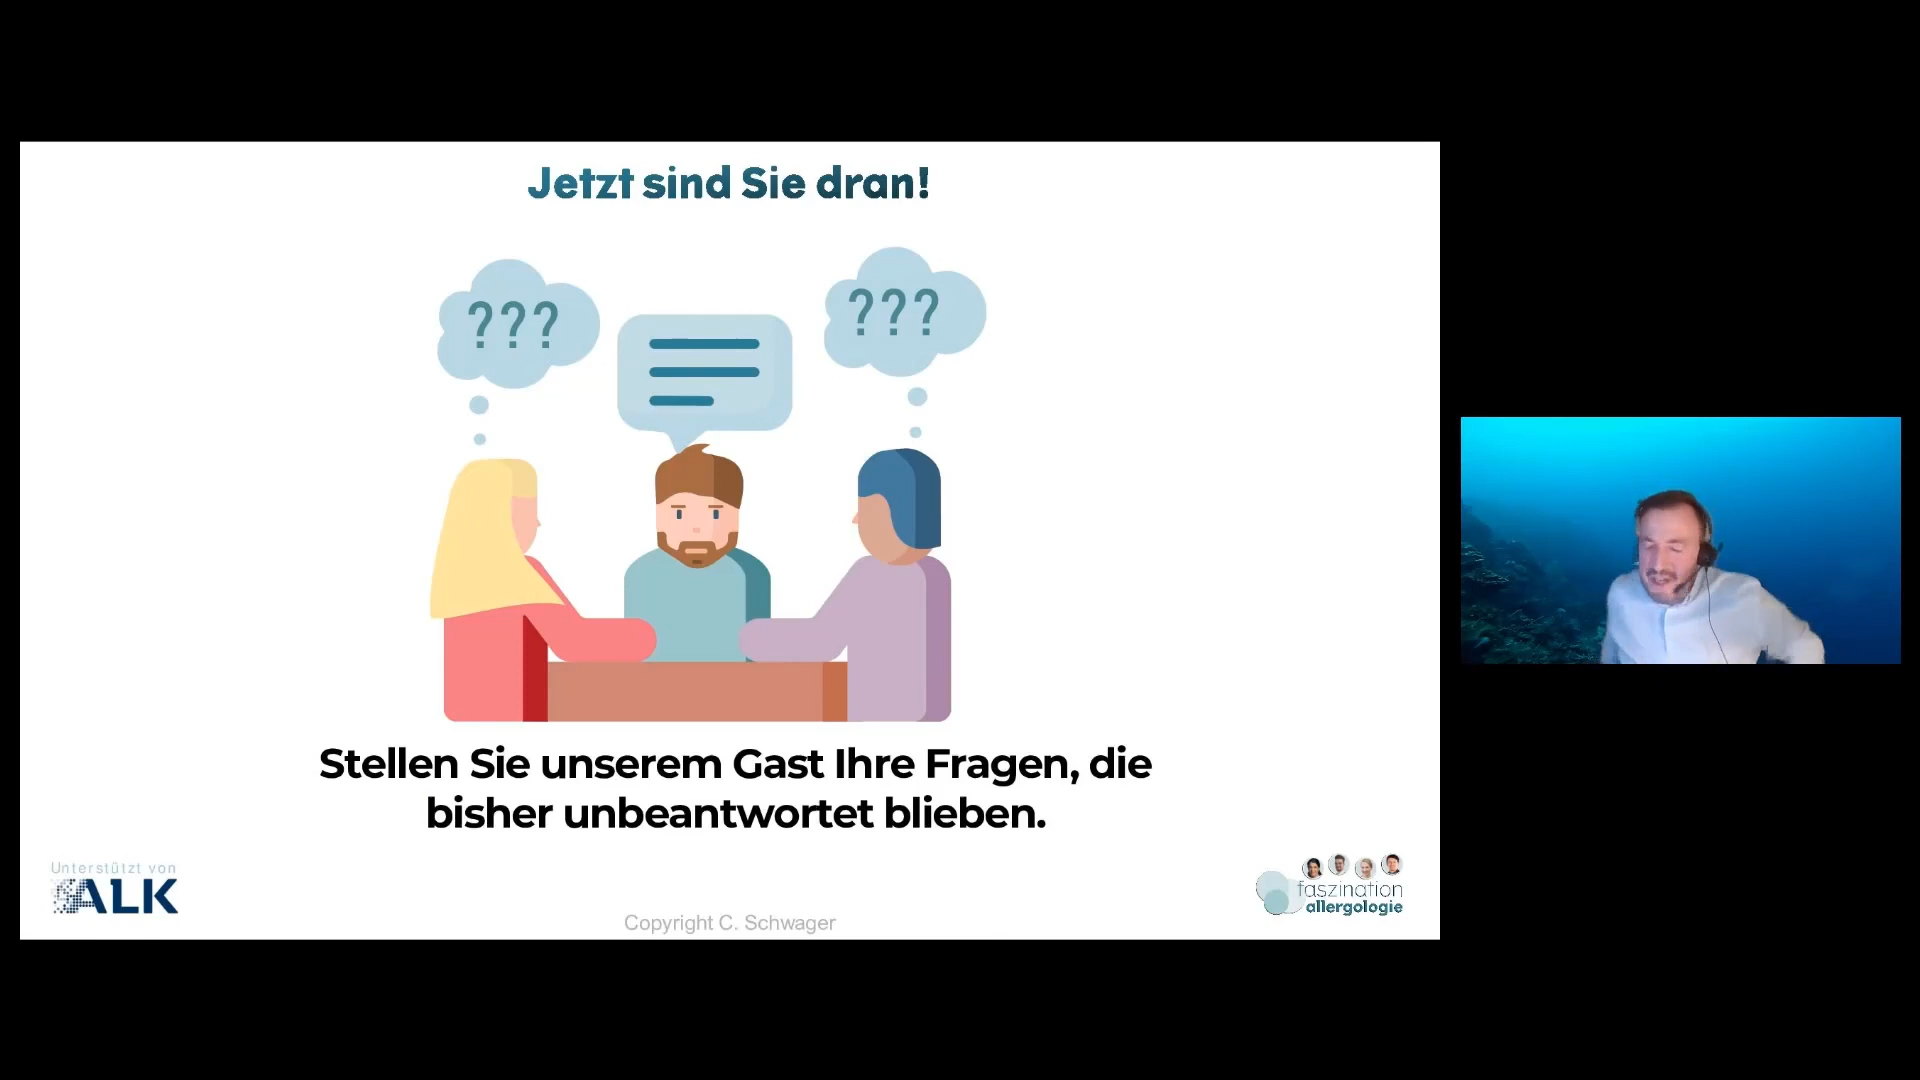 Jetzt sind Sie dran!
???
???
Stellen Sie unserem Gast Ihre Fragen, die
bisher unbeantwortet blieben.
Unterstützt von
ALK
faszination
allergologie
Copyright C. Schwager